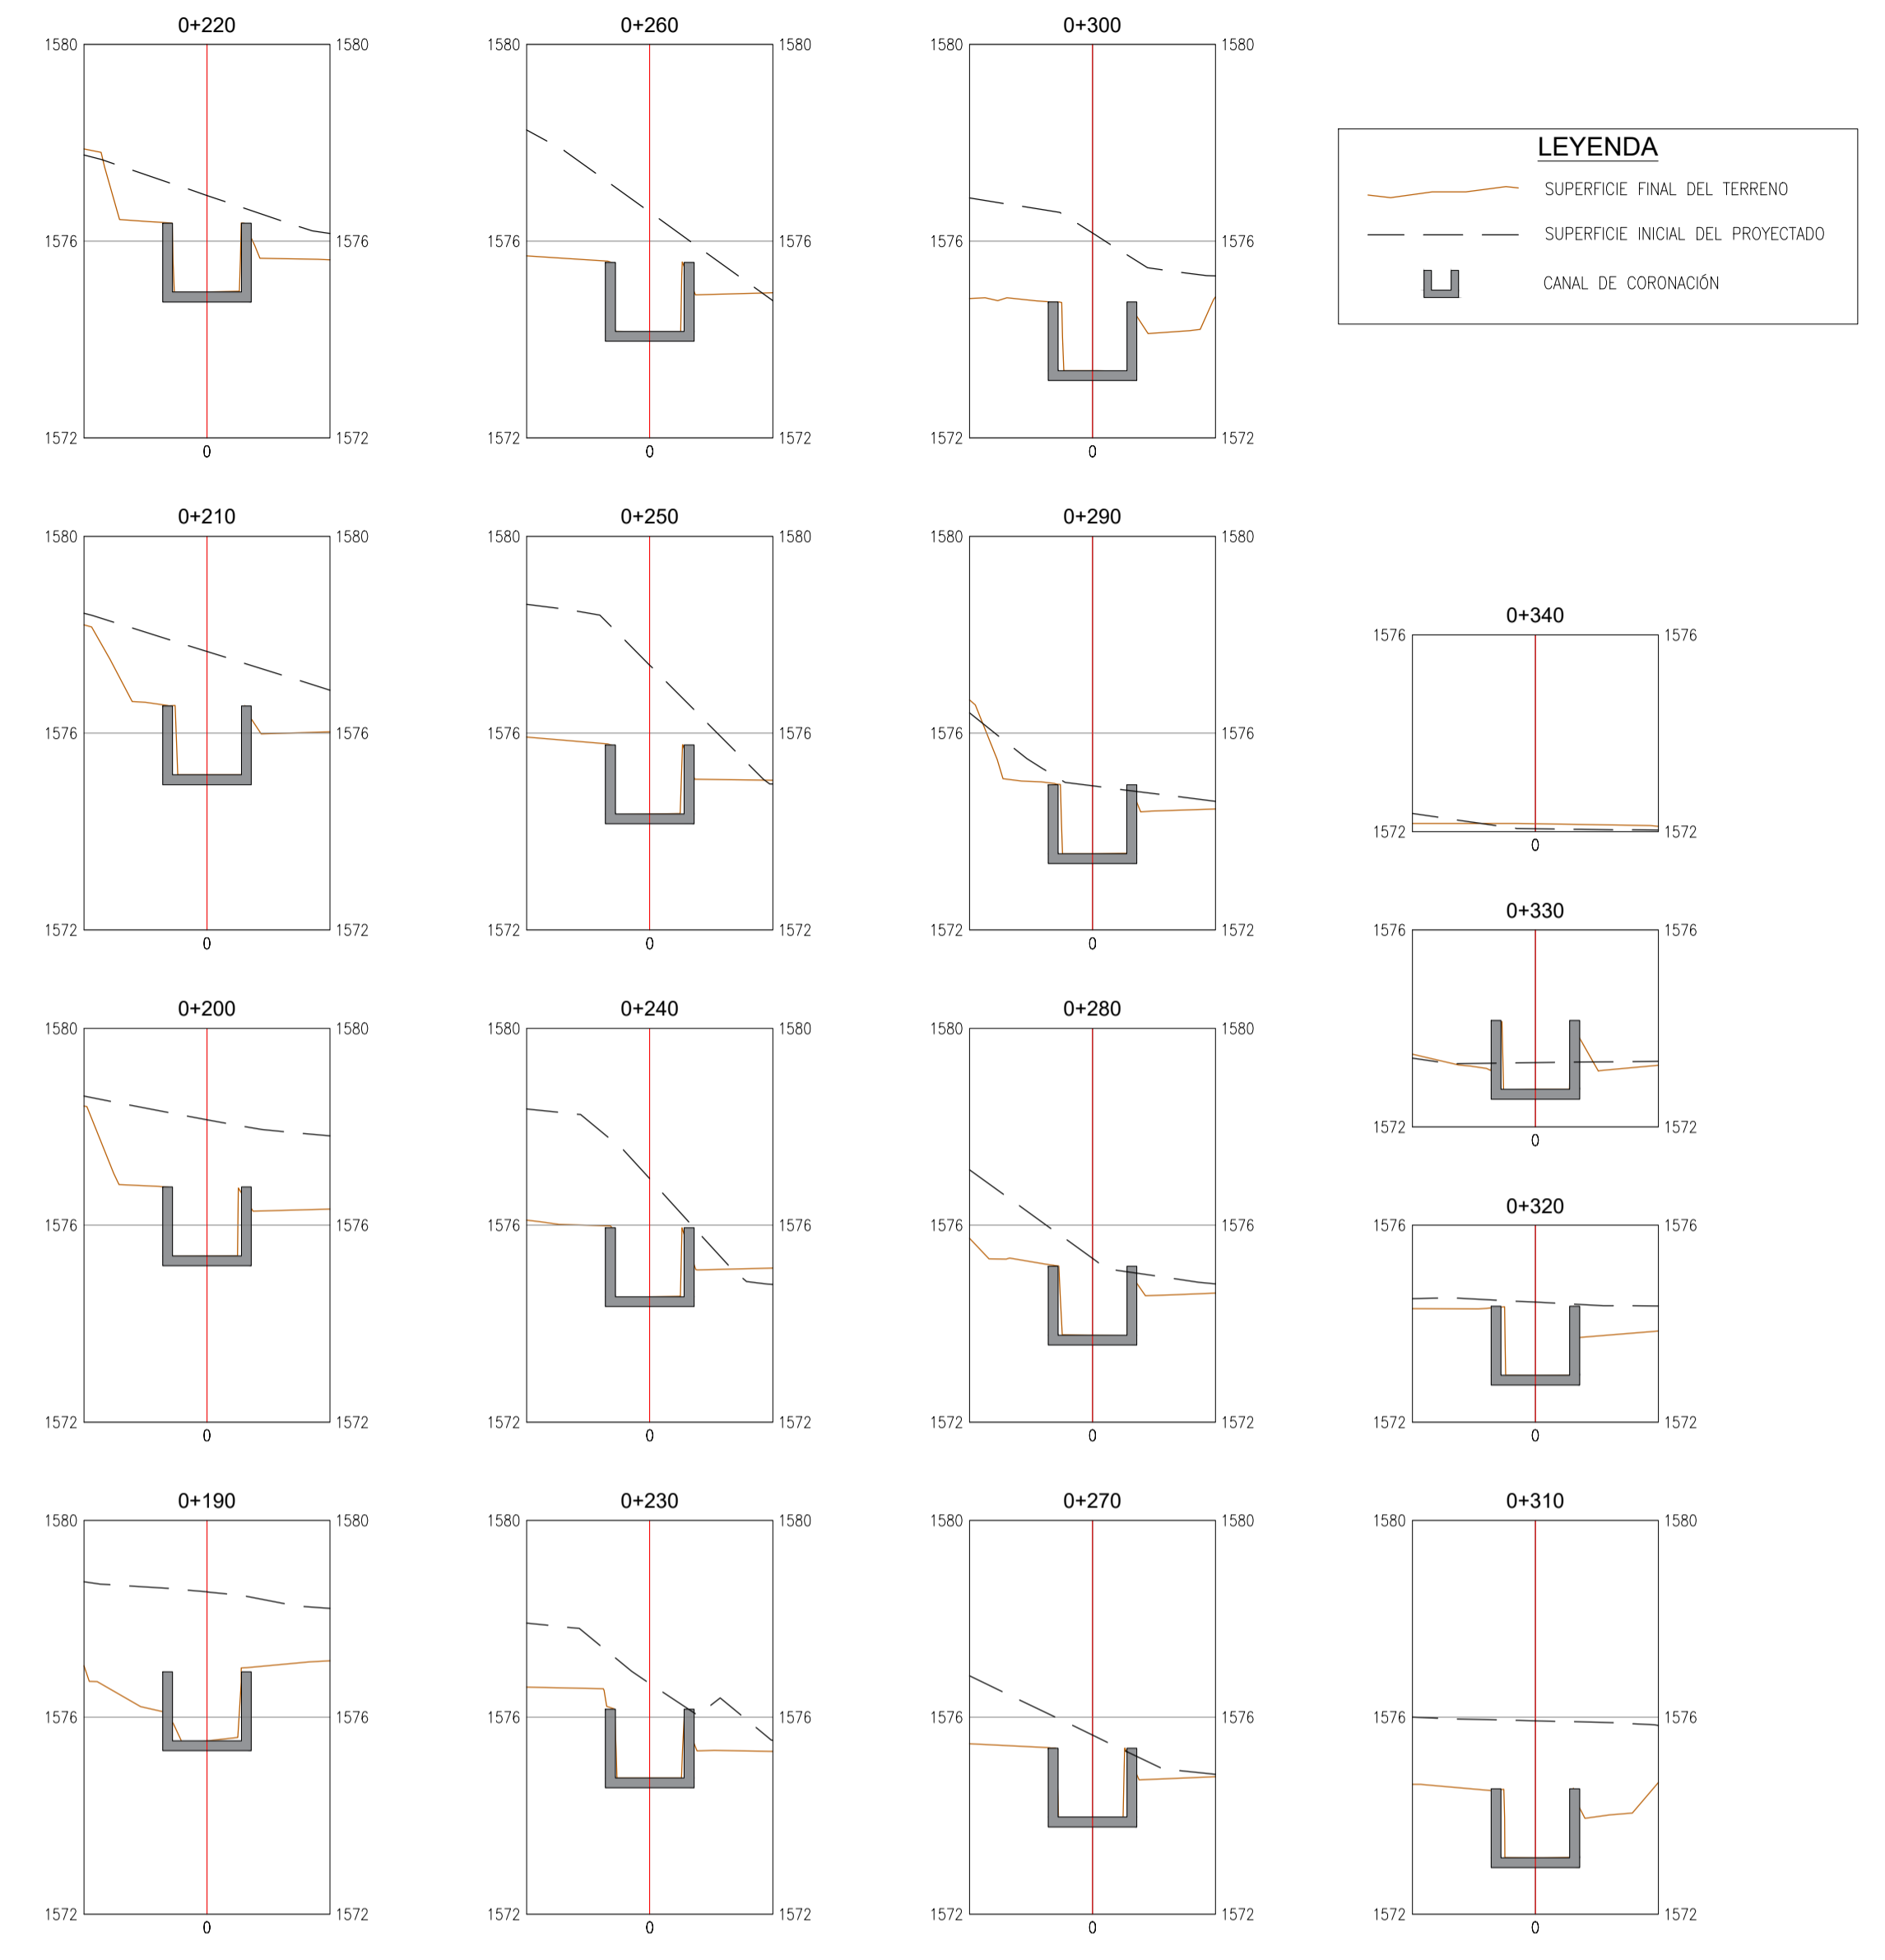 0+220 0+260 0+300
1580 1580 1580 1580 1580 1580
LEYENDA
SUPERFICIE FINAL DEL TERRENO
SUPERFICIE INICIAL DEL PROYECTADO
CANAL DE CORONACIÓN
1576 1576 1576 1576 1576 1576
1572 1572 1572 1572 1572 1572
0 0 0
0+210 0+250 0+290
1580 1580 1580 1580 1580 1580
0+340
1576 1576
1576 1576 1576 1576 1576 1576
1572 1572
0
0+330
1576 1576
1572 1572 1572 1572 1572 1572
0 0 0
0+200 0+240 0+280
1580 1580 1580 1580 1580 1580
1572 1572
0
0+320
1576 1576 1576 1576 1576 1576 1576 1576
1572 1572 1572 1572 1572 1572 1572 1572
0 0 0 0
0+190 0+230 0+270 0+310
1580 1580 1580 1580 1580 1580 1580 1580
1576 1576 1576 1576 1576 1576 1576 1576
1572 1572 1572 1572 1572 1572 1572 1572
0 0 0 0